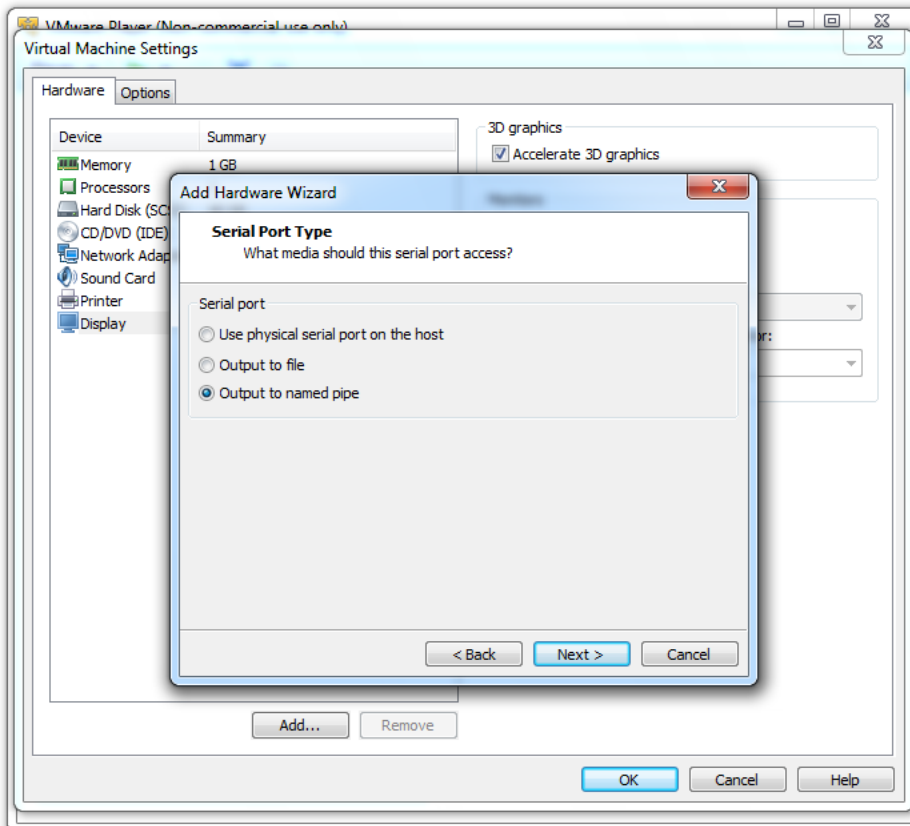 VMware Player (Non-commercial use only)
Virtual Machine Settings
Hardware
Options
Device
Summary
Memory
1 GB
Processors
Hard Disk (SC
CD/DVD (IDE)
Network Adap
Sound Card
Printer
Display
3D graphics
Accelerate 3D graphics
Monitors
or:
Add Hardware Wizard
Serial Port Type
What media should this serial port access?
Serial port
Use physical serial port on the host
Output to file
Output to named pipe
< Back
Next >
Cancel
Add...
Remove
OK
Cancel
Help